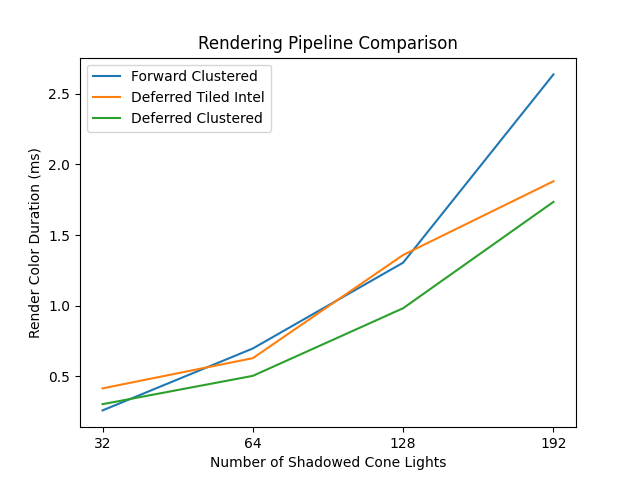 Rendering Pipeline Comparison
Forward Clustered
Deferred Tiled Intel
Deferred Clustered
Render Color Duration (ms)
2.5
2.0
1.5
1.0
0.5
32 64 128 192
Number of Shadowed Cone Lights